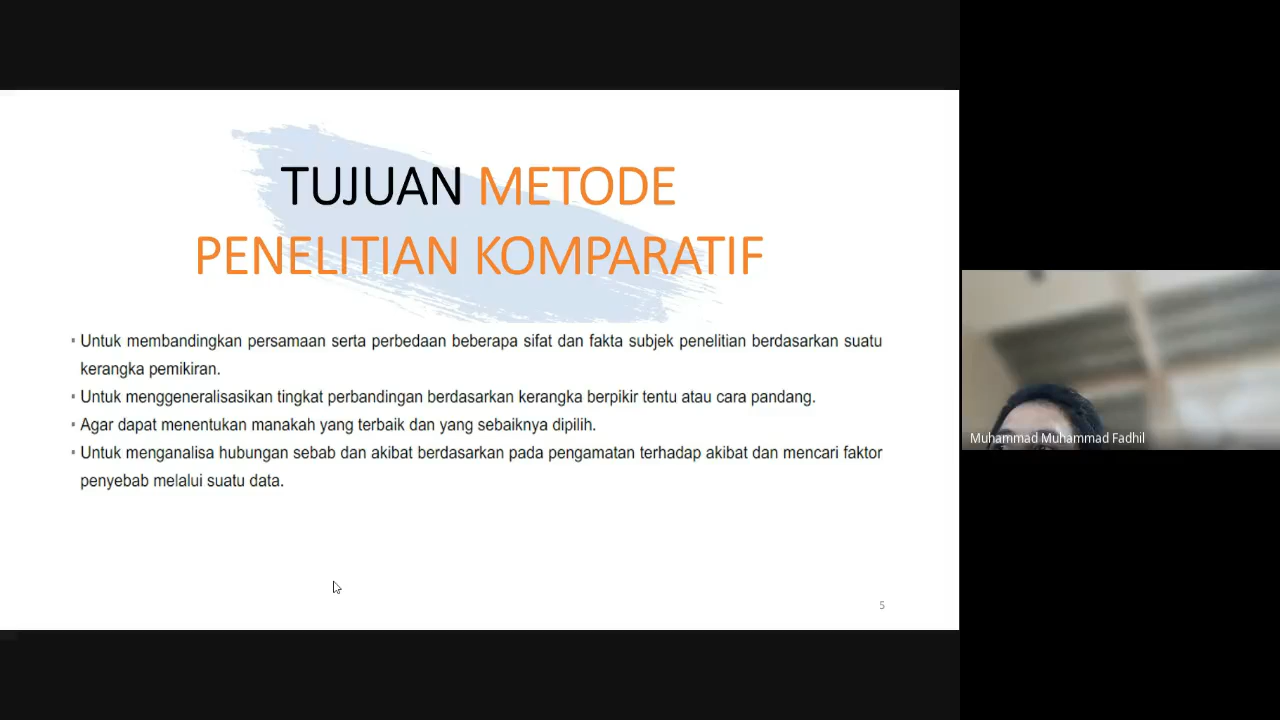 TUJUAN METODE
PENELITIAN KOMPARATIF
▪ Untuk membandingkan persamaan serta perbedaan beberapa sifat dan fakta subjek penelitian berdasarkan suatu
kerangka pemikiran.
▪ Untuk menggeneralisasikan tingkat perbandingan berdasarkan kerangka berpikir tentu atau cara pandang.
▪ Agar dapat menentukan manakah yang terbaik dan yang sebaiknya dipilih.
▪ Untuk menganalisa hubungan sebab dan akibat berdasarkan pada pengamatan terhadap akibat dan mencari faktor
penyebab melalui suatu data.
5
Muhammad Muhammad Fadhil